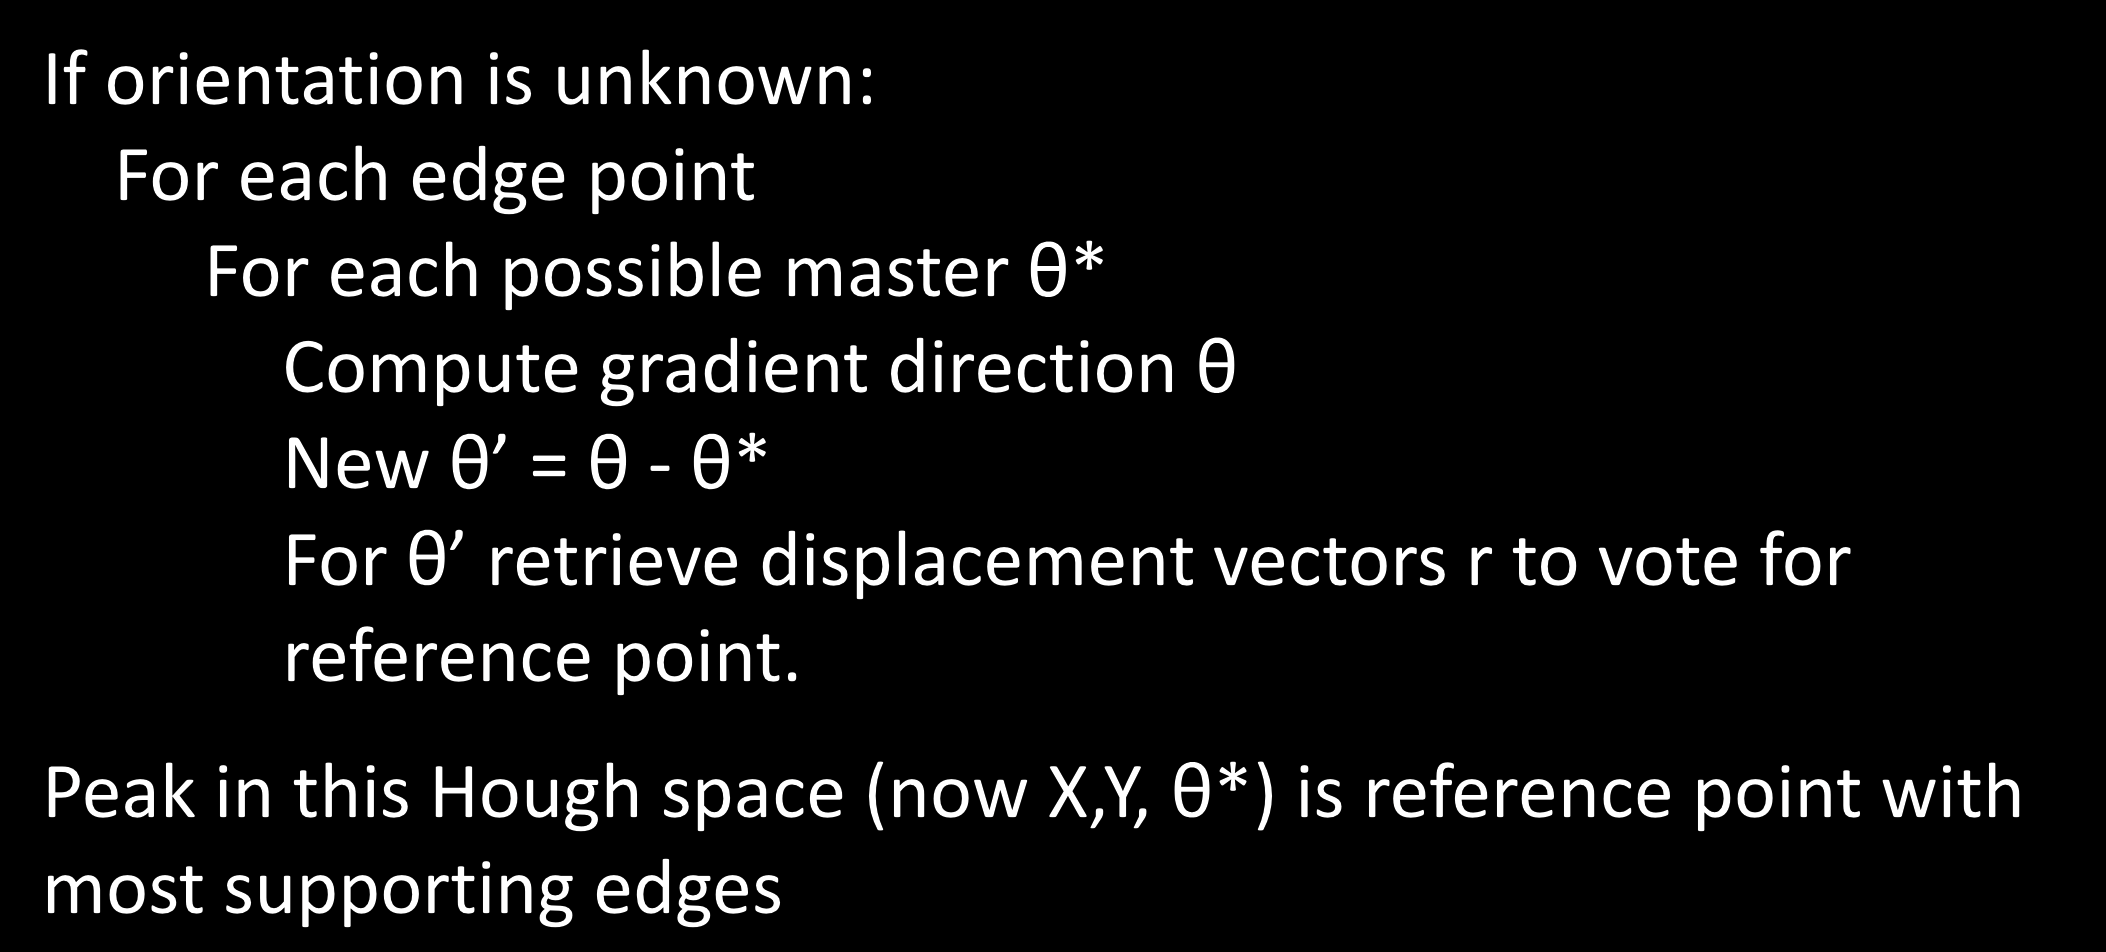 If orientation is unknown:
For each edge point
For each possible master θ*
Compute gradient direction θ
New θ’ = θ - θ*
For θ’ retrieve displacement vectors r to vote for
reference point.
Peak in this Hough space (now X,Y, θ*) is reference point with
most supporting edges